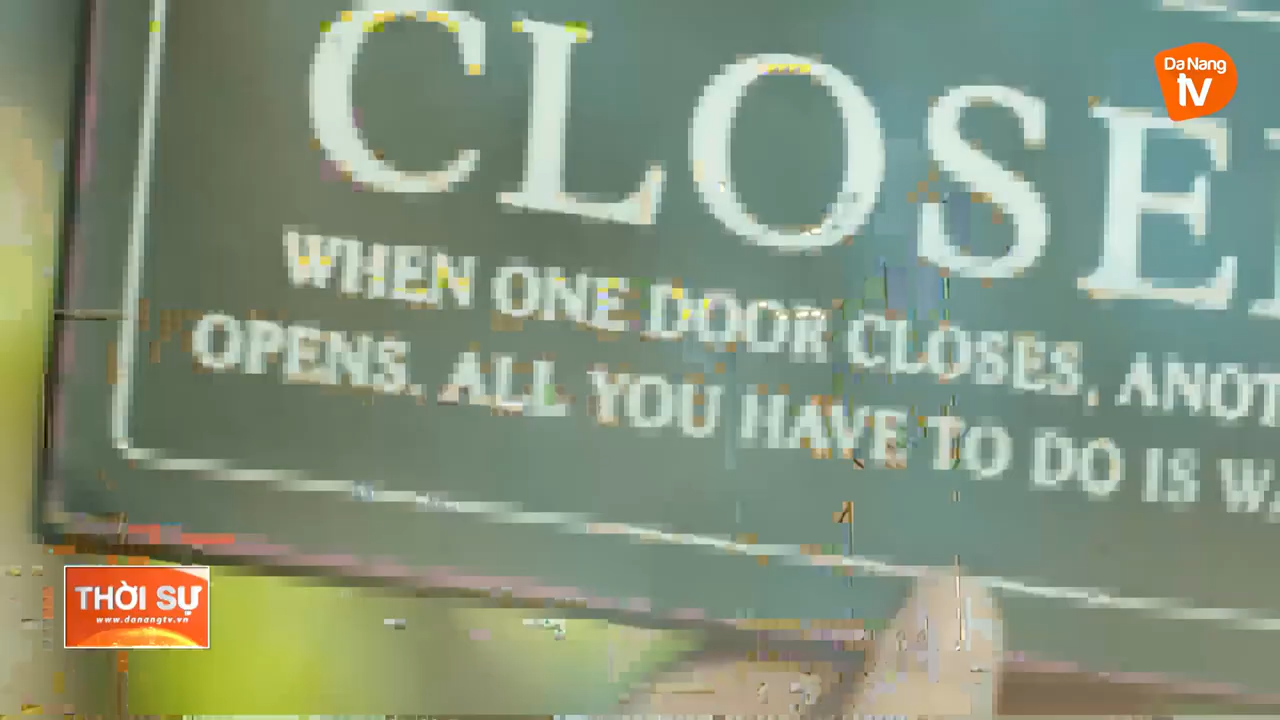 Da Nang
tv
CLOSE
WHEN ONE DOOR CLOSES, ANOT
OPENS. ALL YOU HAVE TO DO IS W
THỜI SỰ
www.danangtv.vn